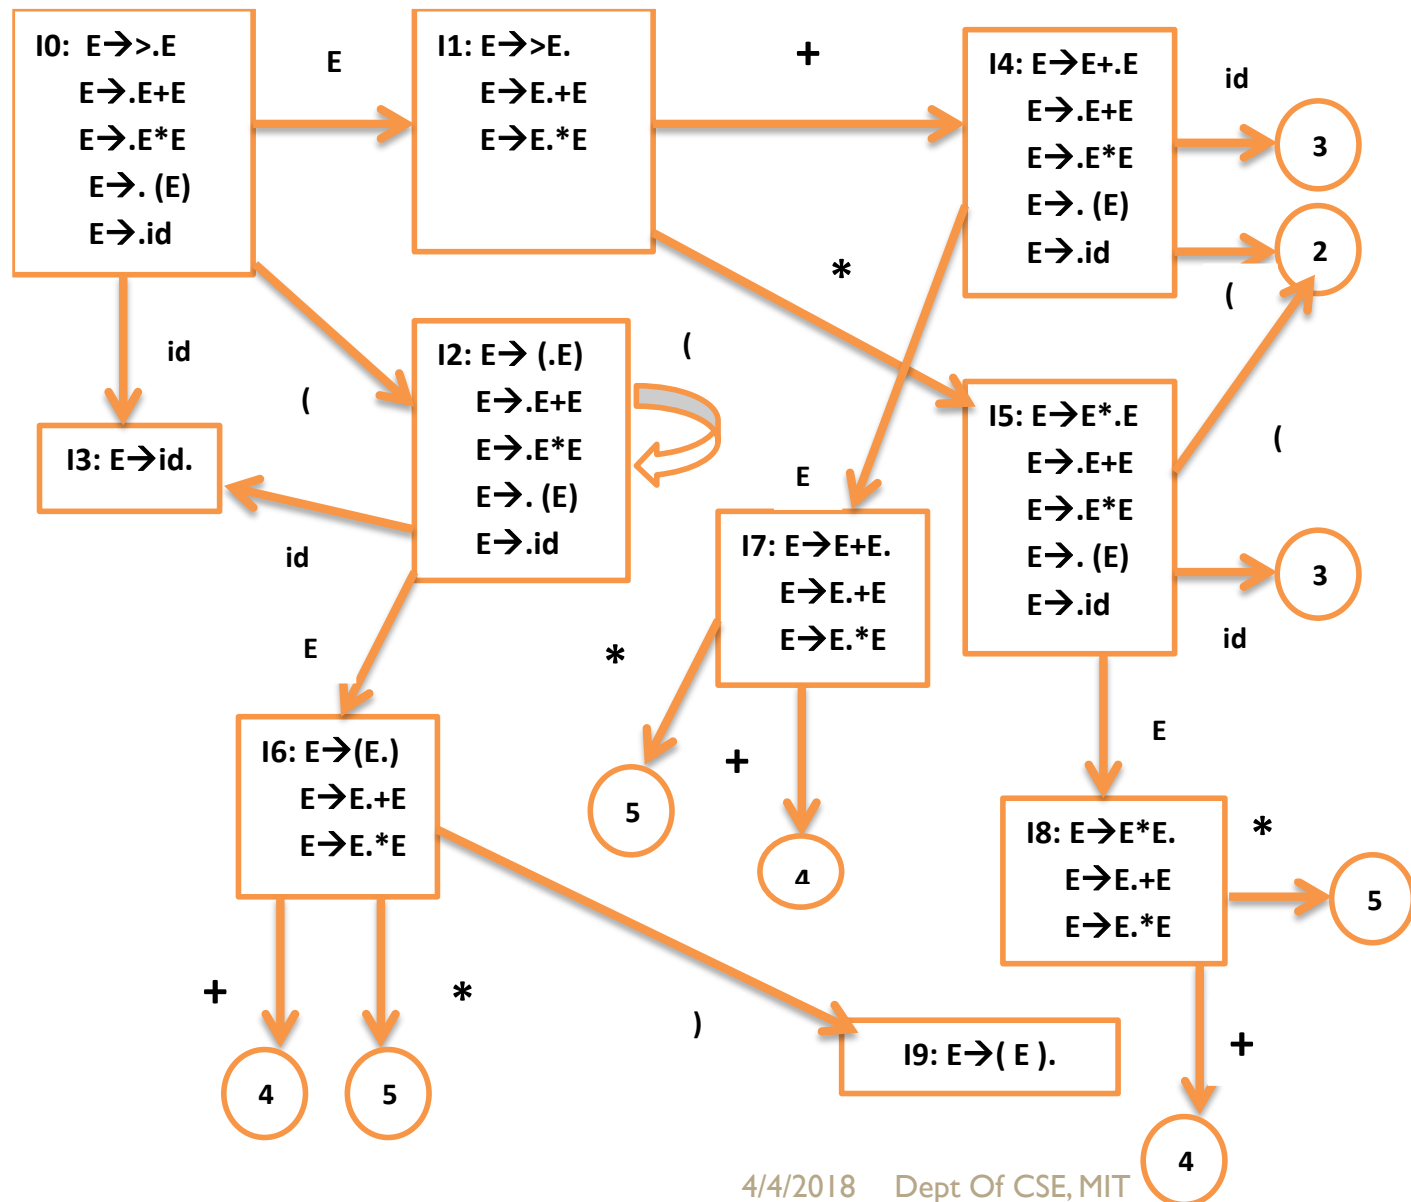 I0: E→>.E
E→.E+E
E→.E*E
E→. (E)
E→.id
E
I1: E→>E.
E→E.+E
E→E.*E
+
I4: E→E+.E
E→.E+E
E→.E*E
E→. (E)
E→.id
id
3
2
(
*
id
(
I2: E→ (.E)
E→.E+E
E→.E*E
E→. (E)
E→.id
(
I3: E→id.
id
I5: E→E*.E
E→.E+E
E→.E*E
E→. (E)
E→.id
(
3
id
E
I7: E→E+E.
E→E.+E
E→E.*E
E
*
+
5
4
I6: E→(E.)
E→E.+E
E→E.*E
E
I8: E→E*E.
E→E.+E
E→E.*E
*
5
+
*
)
I9: E→( E ).
+
4
5
4
4/4/2018 Dept Of CSE, MIT